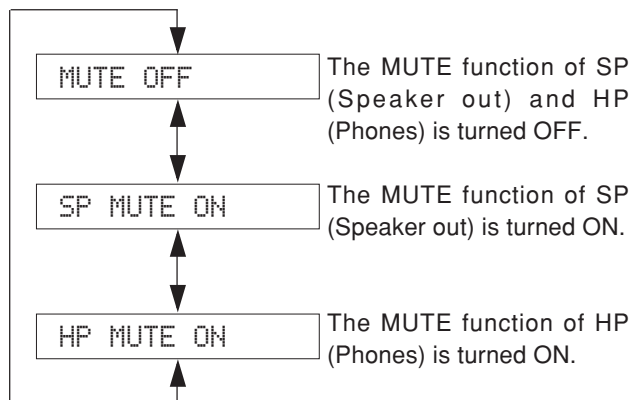 MUTE OFF
The MUTE function of SP
(Speaker out) and HP
(Phones) is turned OFF.
SP MUTE ON
The MUTE function of SP
(Speaker out) is turned ON.
HP MUTE ON
The MUTE function of HP
(Phones) is turned ON.